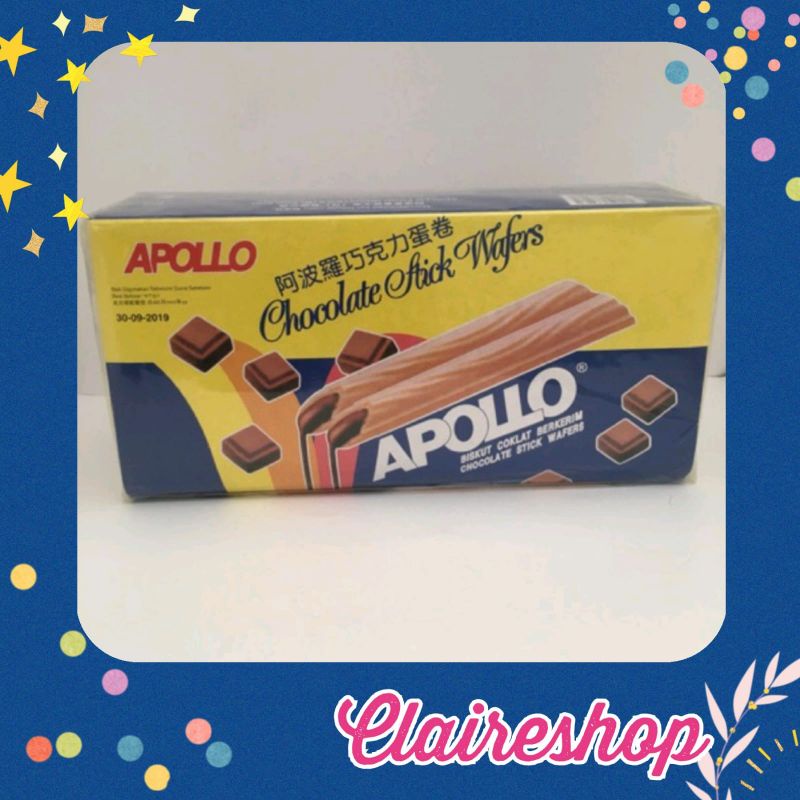 APOLLO
阿波羅巧克力蛋卷
Chocolate Stick Wafers
30-09-2019
APOLLO®
BISKUT COKLAT BERKERIM
CHOCOLATE STICK WAFERS
Claireshop